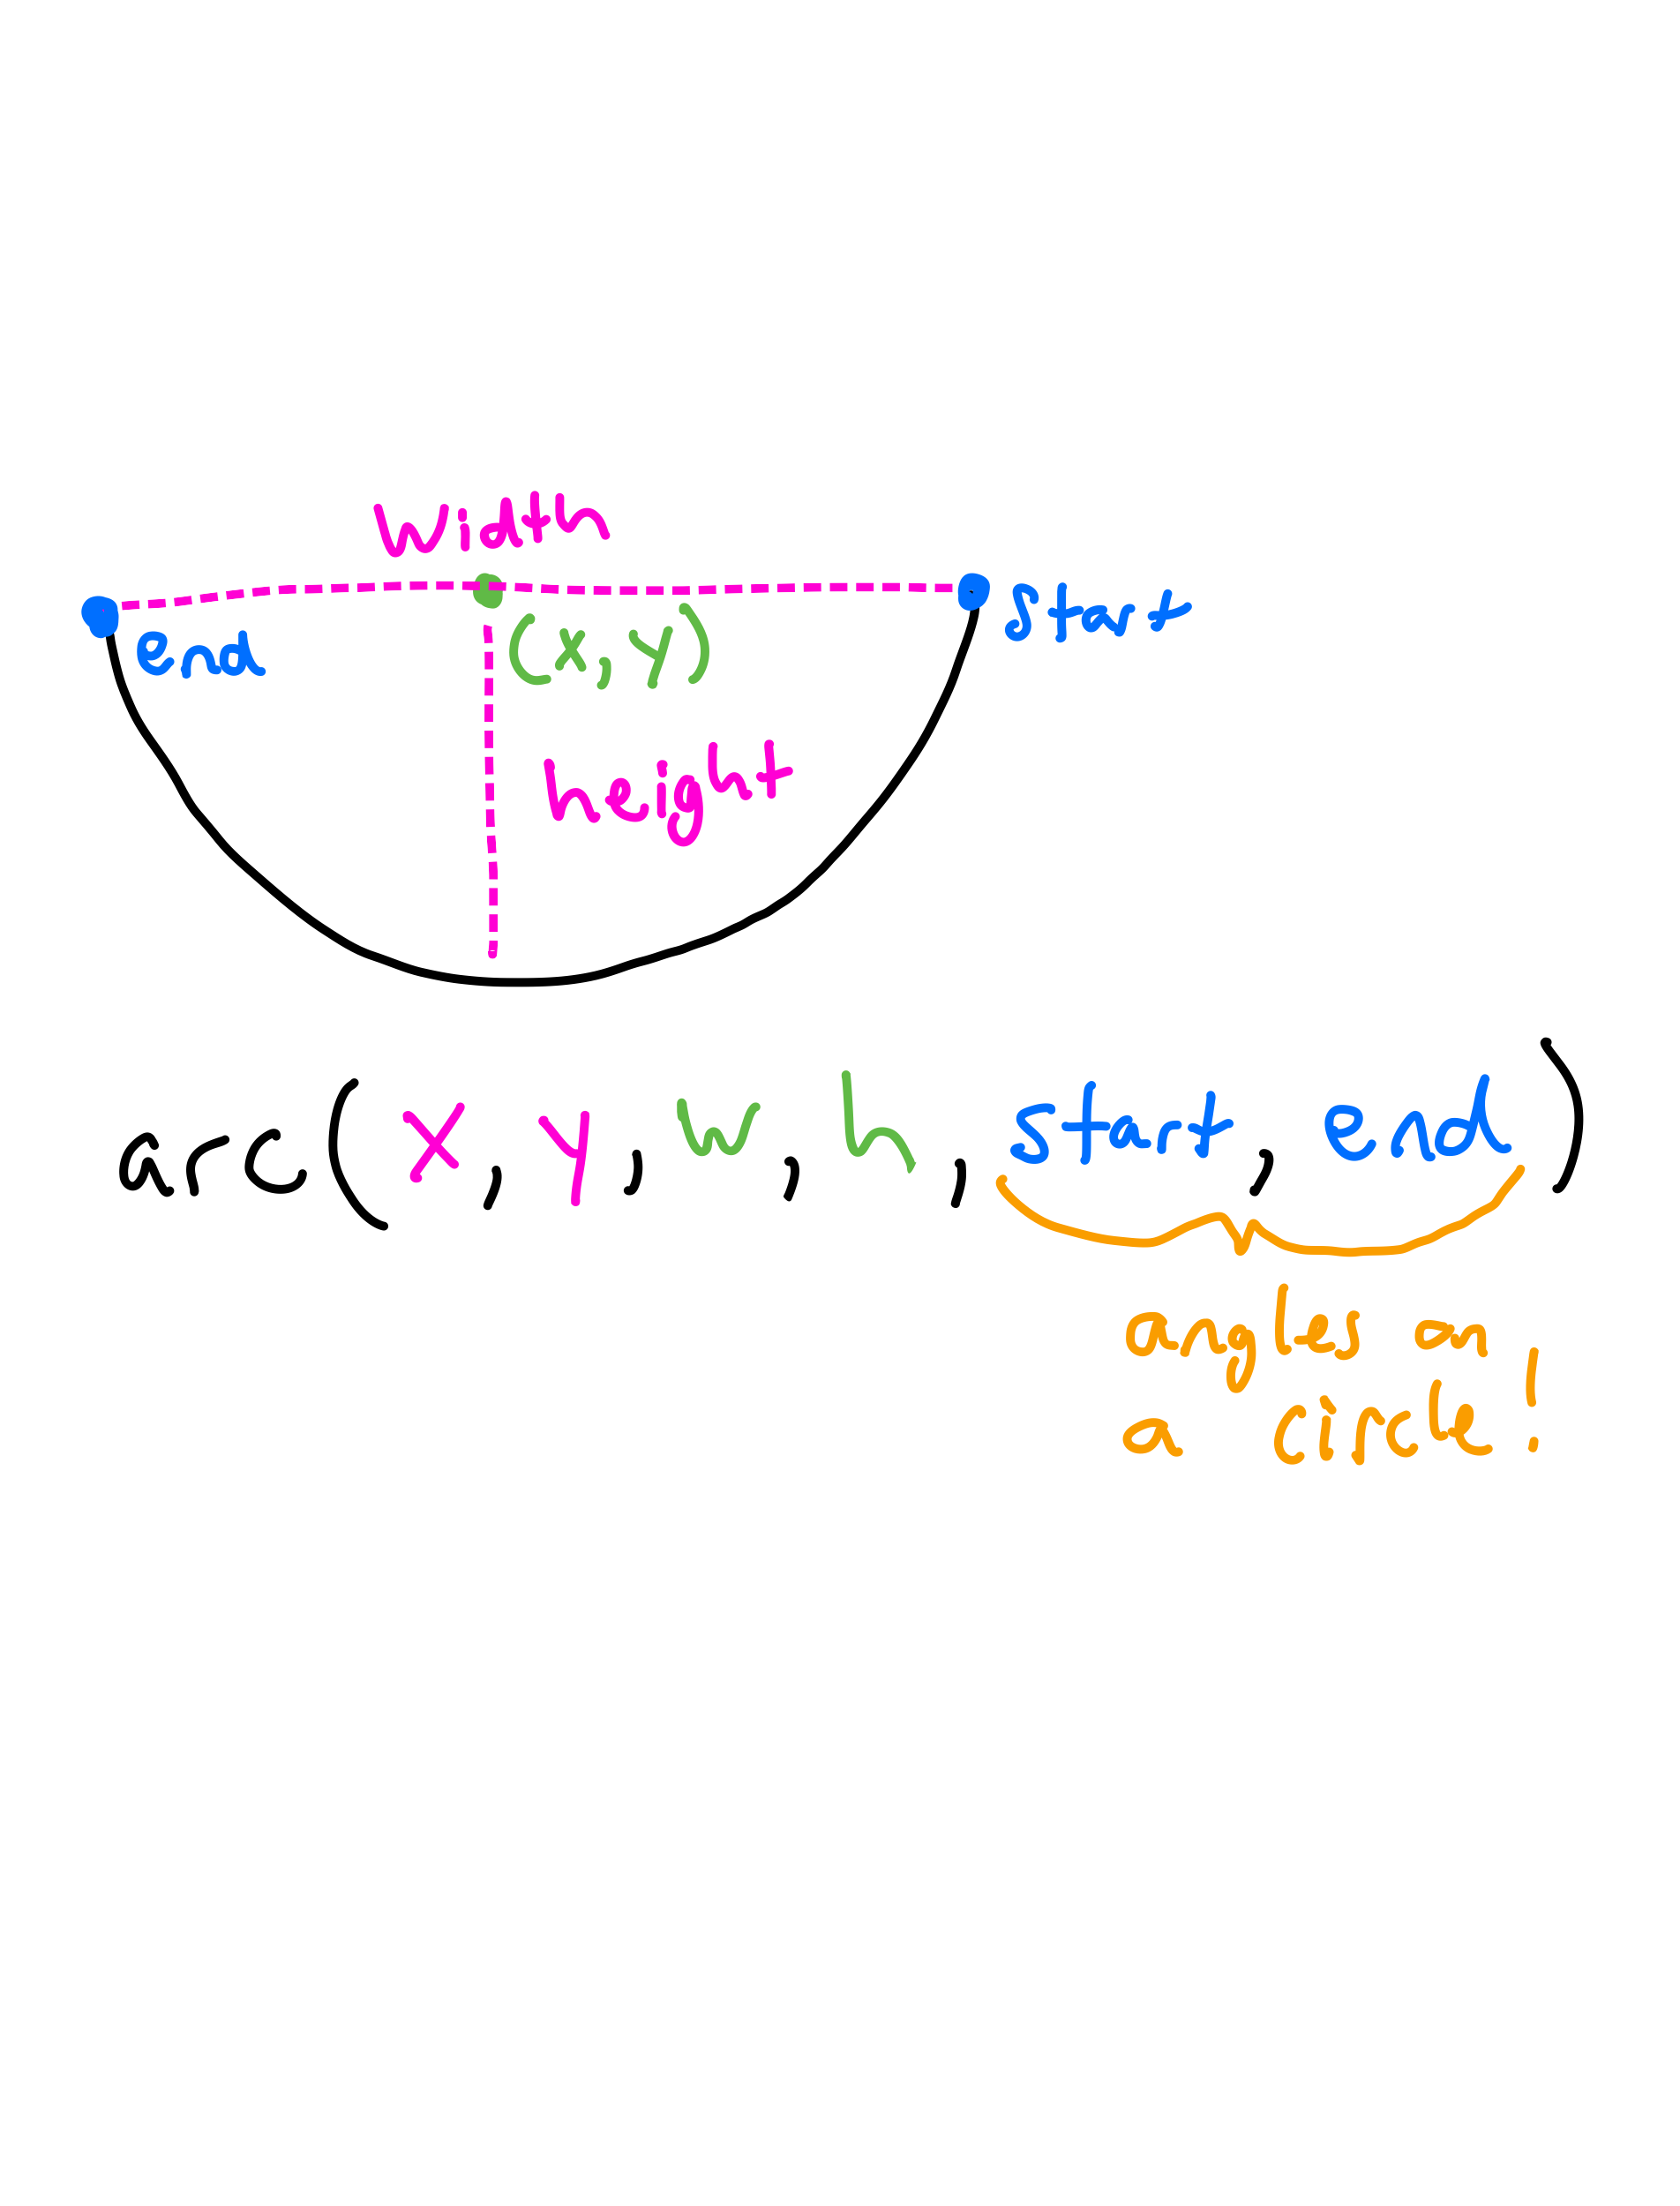 width
end
(x, y)
start
height
arc(x, y, w, h, start, end)
angles on
a circle!